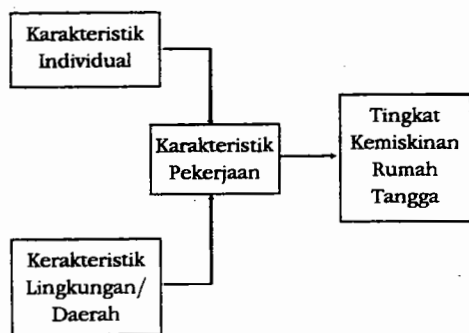 Karakteristik
Individual
Karakteristik
Pekerjaan
Tingkat
Kemiskinan
Rumah
Tangga
Kerakteristik
Lingkungan/
Daerah